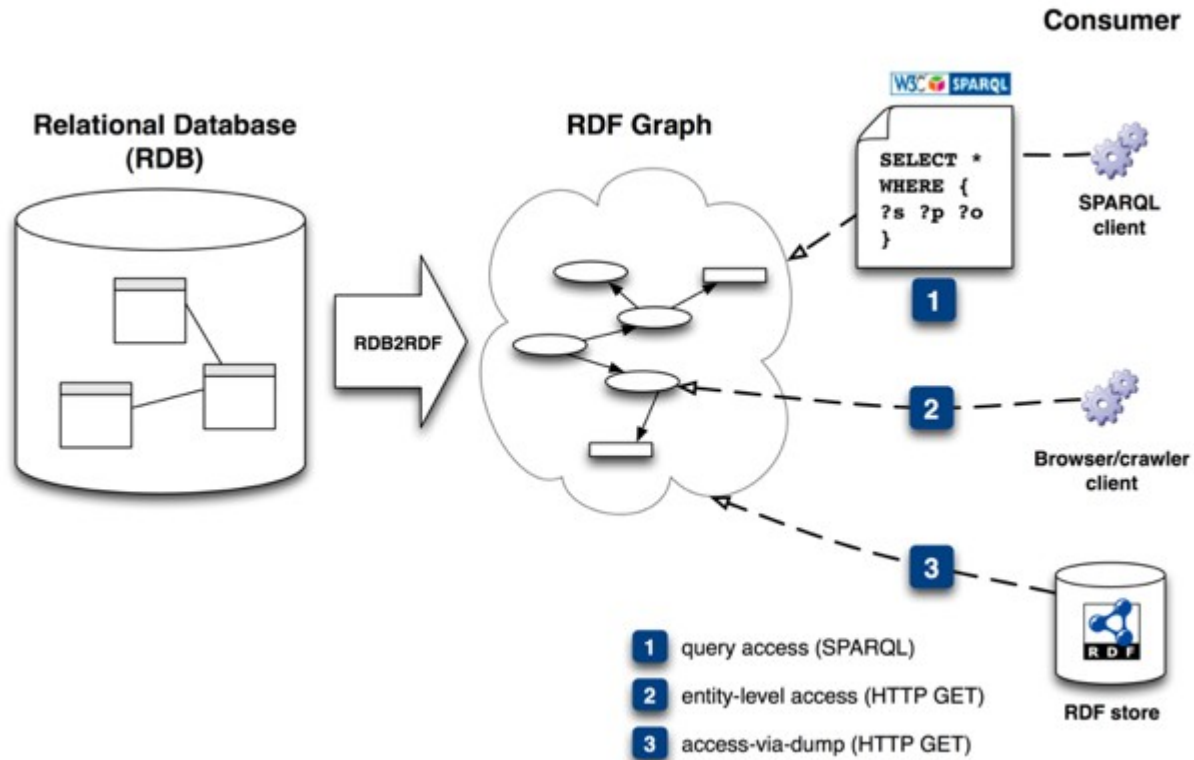 Consumer
W3C SPARQL
Relational Database
(RDB)
RDF Graph
SELECT *
WHERE {
?s ?p ?o
}
SPARQL
client
1
RDB2RDF
2
Browser/crawler
client
3
RDF
RDF store
1 query access (SPARQL)
2 entity-level access (HTTP GET)
3 access-via-dump (HTTP GET)